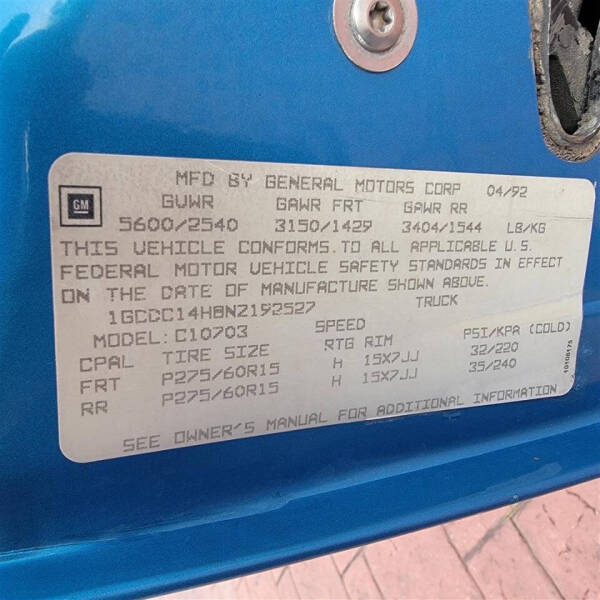 MFD BY GENERAL MOTORS CORP 04/92
GM
GVWR GAWR FRT GAWR RR
5600/2540 3150/1429 3404/1544 LB/KG
THIS VEHICLE CONFORMS TO ALL APPLICABLE U.S.
FEDERAL MOTOR VEHICLE SAFETY STANDARDS IN EFFECT
ON THE DATE OF MANUFACTURE SHOWN ABOVE.
1GCDC14H8NZ192527 TRUCK
MODEL: C10703 SPEED
CPAL TIRE SIZE RTG RIM PSI/KPA (COLD)
FRT P275/60R15 H 15X7JJ 32/220
RR P275/60R15 H 15X7JJ 35/240
SEE OWNER'S MANUAL FOR ADDITIONAL INFORMATION